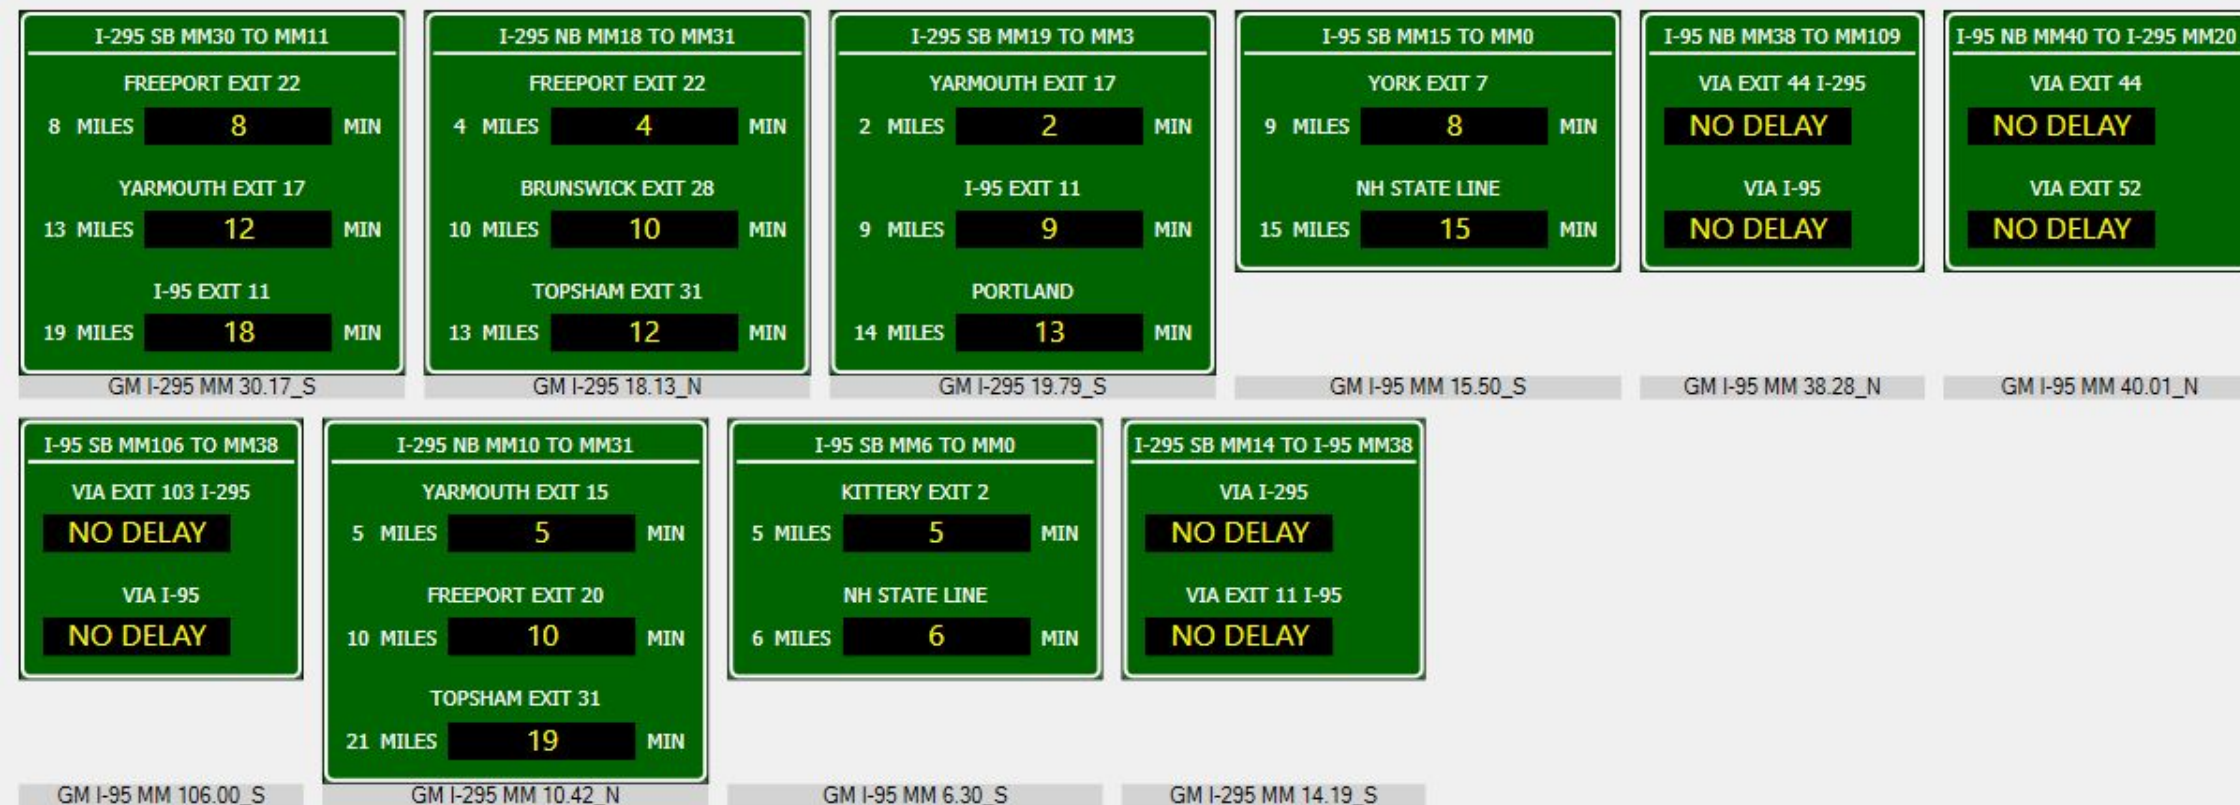 I-295 SB MM30 TO MM11
FREEPORT EXIT 22
8 MILES 8 MIN
YARMOUTH EXIT 17
13 MILES 12 MIN
I-95 EXIT 11
19 MILES 18 MIN
GM I-295 MM 30.17_S
I-295 NB MM18 TO MM31
FREEPORT EXIT 22
4 MILES 4 MIN
BRUNSWICK EXIT 28
10 MILES 10 MIN
TOPSHAM EXIT 31
13 MILES 12 MIN
GM I-295 18.13_N
I-295 SB MM19 TO MM3
YARMOUTH EXIT 17
2 MILES 2 MIN
I-95 EXIT 11
9 MILES 9 MIN
PORTLAND
14 MILES 13 MIN
GM I-295 19.79_S
I-95 SB MM15 TO MM0
YORK EXIT 7
9 MILES 8 MIN
NH STATE LINE
15 MILES 15 MIN
GM I-95 MM 15.50_S
I-95 NB MM38 TO MM109
VIA EXIT 44 I-295
NO DELAY
VIA I-95
NO DELAY
GM I-95 MM 38.28_N
I-95 NB MM40 TO I-295 MM20
VIA EXIT 44
NO DELAY
VIA EXIT 52
NO DELAY
GM I-95 MM 40.01_N
I-95 SB MM106 TO MM38
VIA EXIT 103 I-295
NO DELAY
VIA I-95
NO DELAY
GM I-95 MM 106.00_S
I-295 NB MM10 TO MM31
YARMOUTH EXIT 15
5 MILES 5 MIN
FREEPORT EXIT 20
10 MILES 10 MIN
TOPSHAM EXIT 31
21 MILES 19 MIN
GM I-295 MM 10.42_N
I-95 SB MM6 TO MM0
KITTERY EXIT 2
5 MILES 5 MIN
NH STATE LINE
6 MILES 6 MIN
GM I-95 MM 6.30_S
I-295 SB MM14 TO I-95 MM38
VIA I-295
NO DELAY
VIA EXIT 11 I-95
NO DELAY
GM I-295 MM 14.19_S